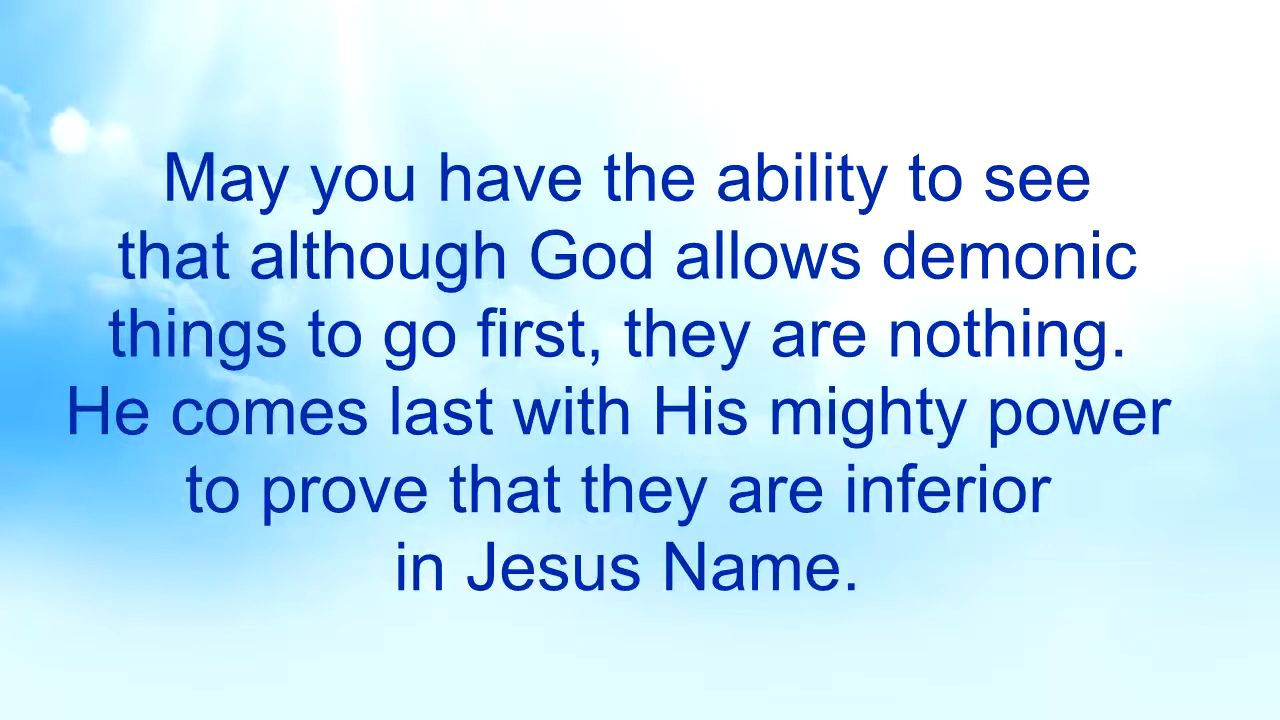 May you have the ability to see
that although God allows demonic
things to go first, they are nothing.
He comes last with His mighty power
to prove that they are inferior
in Jesus Name.